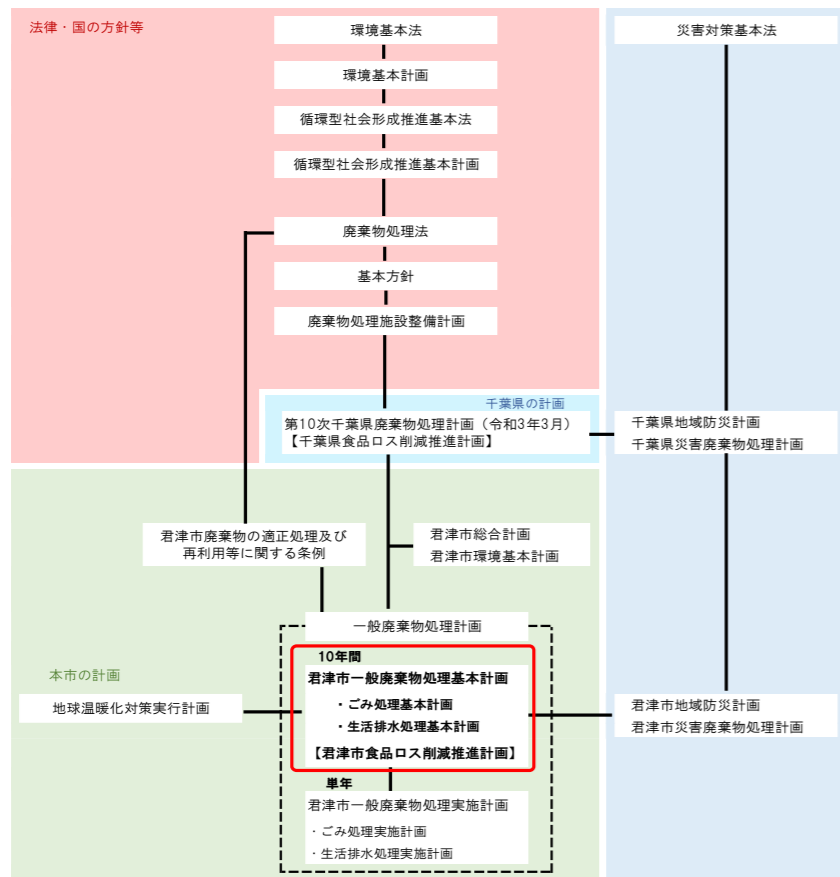 法律・国の方針等
環境基本法
災害対策基本法
環境基本計画
循環型社会形成推進基本法
循環型社会形成推進基本計画
廃棄物処理法
基本方針
廃棄物処理施設整備計画
千葉県の計画
第10次千葉県廃棄物処理計画（令和3年3月）
【千葉県食品ロス削減推進計画】
千葉県地域防災計画
千葉県災害廃棄物処理計画
君津市廃棄物の適正処理及び
再利用等に関する条例
君津市総合計画
君津市環境基本計画
一般廃棄物処理計画
本市の計画
地球温暖化対策実行計画
10年間
君津市一般廃棄物処理基本計画
・ごみ処理基本計画
・生活排水処理基本計画
【君津市食品ロス削減推進計画】
君津市地域防災計画
君津市災害廃棄物処理計画
単年
君津市一般廃棄物処理実施計画
・ごみ処理実施計画
・生活排水処理実施計画